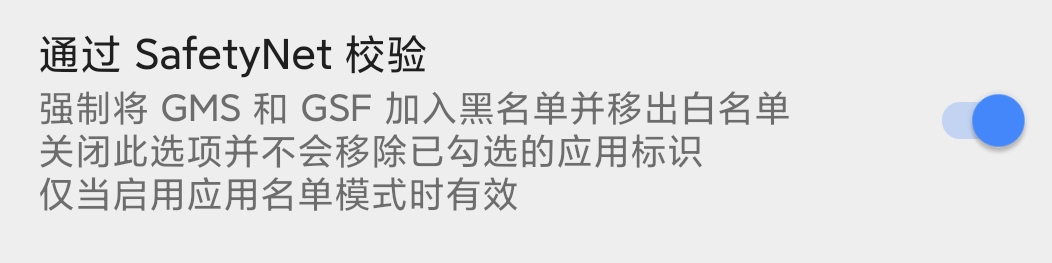 通过 SafetyNet 校验
强制将 GMS 和 GSF 加入黑名单并移出白名单
关闭此选项并不会移除已勾选的应用标识
仅当启用应用名单模式时有效